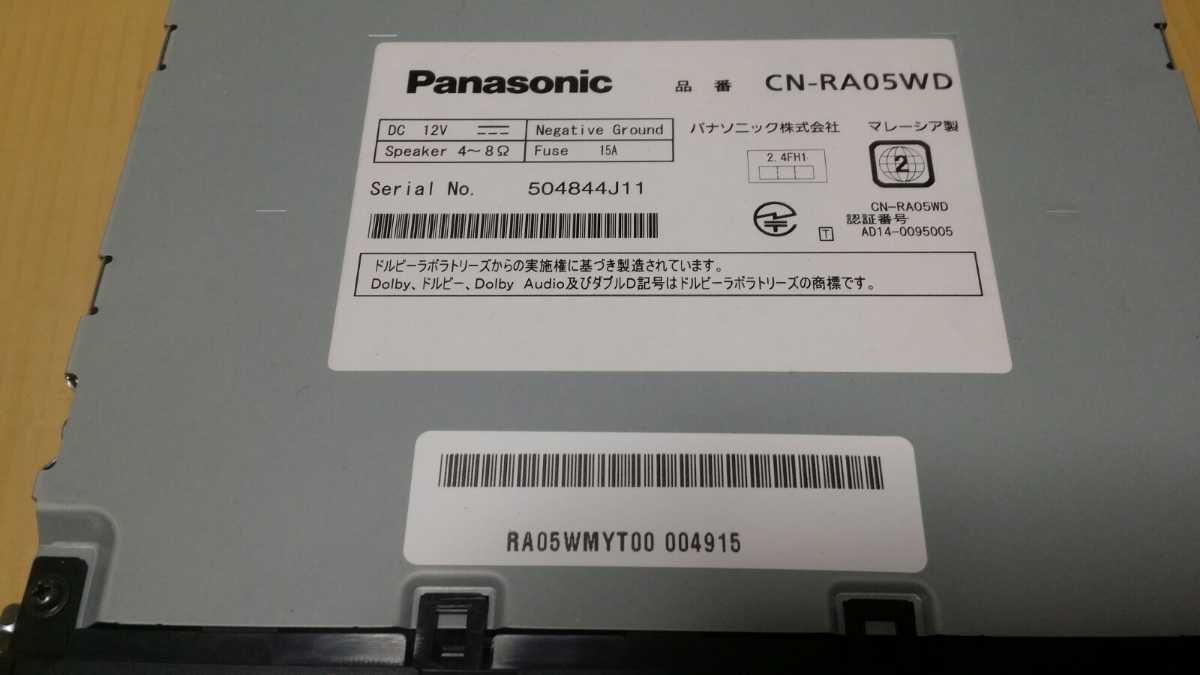 Panasonic 品番 CN-RA05WD
DC 12V Negative Ground
Speaker 4～8Ω Fuse 15A
パナソニック株式会社 マレーシア製
2.4FH1
2
Serial No. 504844J11
CN-RA05WD
認証番号
T AD14-0095005
ドルビーラボラトリーズからの実施権に基づき製造されています。
Dolby、ドルビー、Dolby Audio及びダブルD記号はドルビーラボラトリーズの商標です。
RA05WMYT00 004915